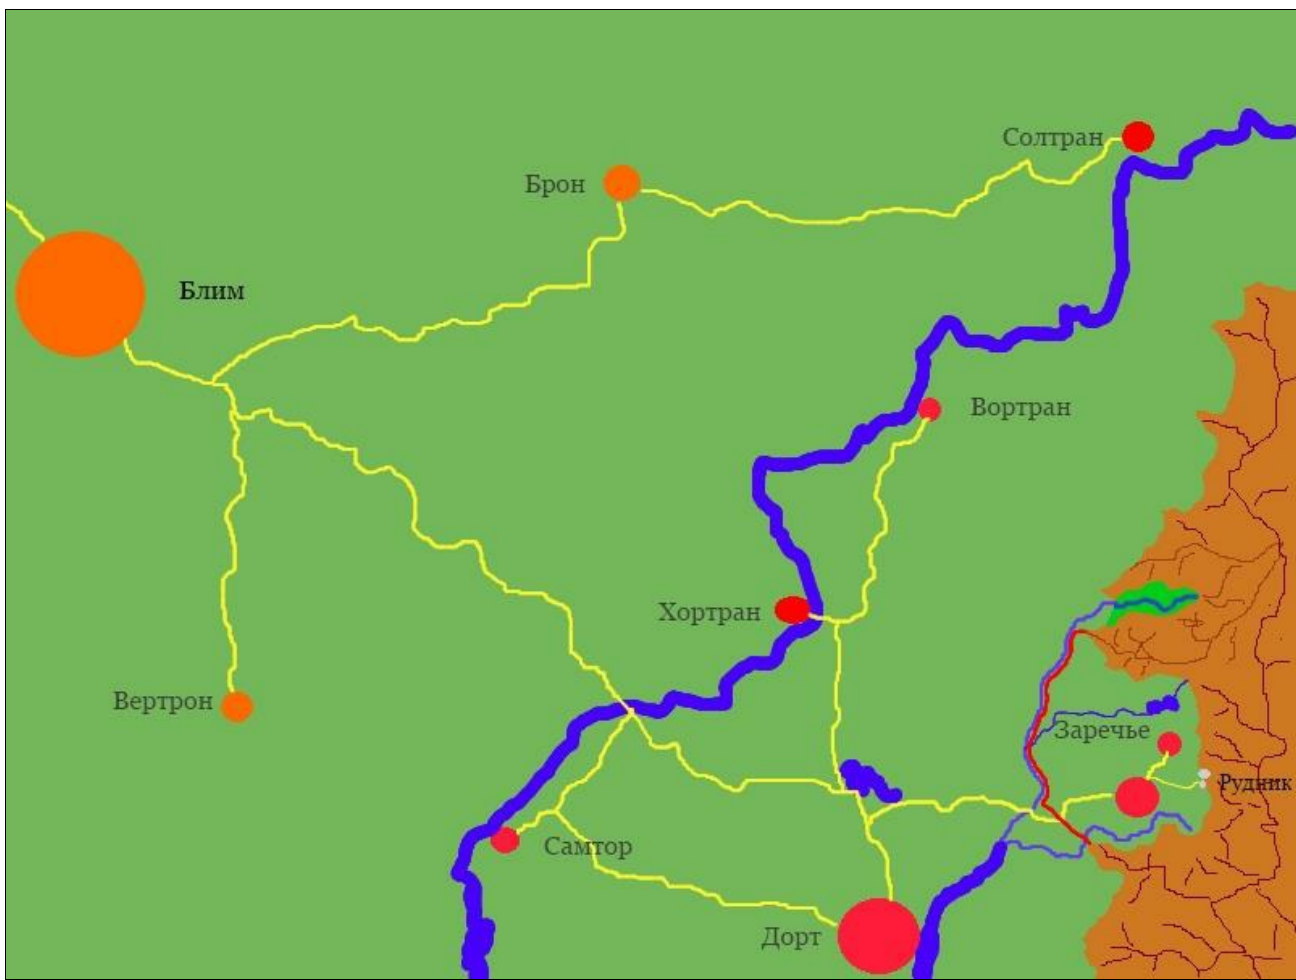 Солтран
Брон
Блим
Вортран
Хортран
Вертрон
Заречье
Рудник
Самтор
Дорт